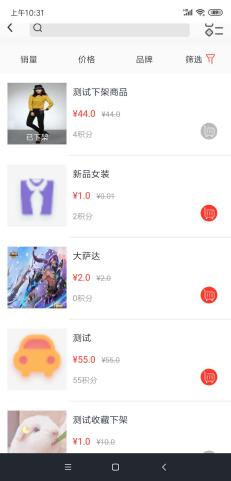 上午10:31
销量 价格 品牌 筛选
测试下架商品
¥44.0 ¥44.0
4积分
已下架
新品女装
¥1.0 ¥0.01
2积分
大萨达
¥2.0 ¥2.0
0积分
测试
¥55.0 ¥55.0
55积分
测试收藏下架
¥1.0 ¥10.0